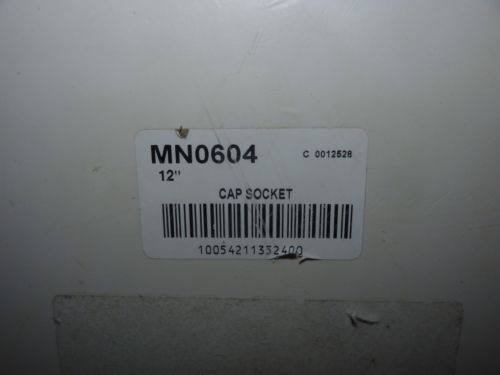 MN0604 C 0012528
12"
CAP SOCKET
10054211332400